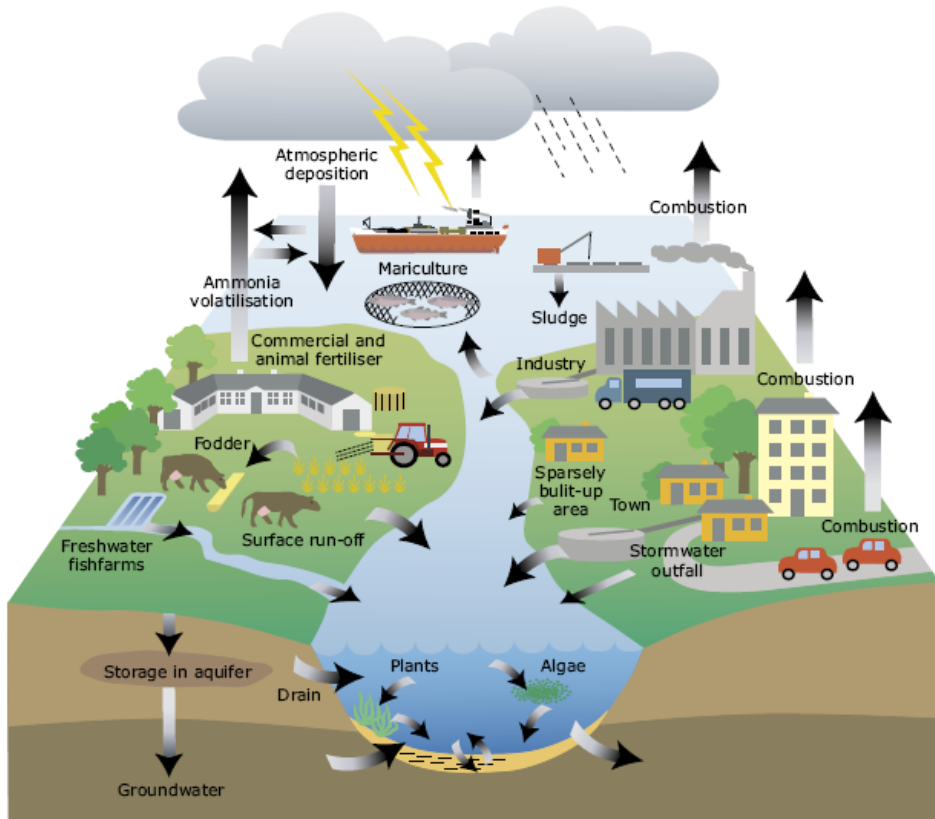 Atmospheric
deposition
Combustion
Mariculture
Ammonia
volatilisation
Sludge
Commercial and
animal fertiliser
Industry
Combustion
Fodder
Sparsely
bulit-up
area
Town
Combustion
Surface run-off
Freshwater
fishfarms
Stormwater
outfall
Storage in aquifer
Plants
Algae
Drain
Groundwater